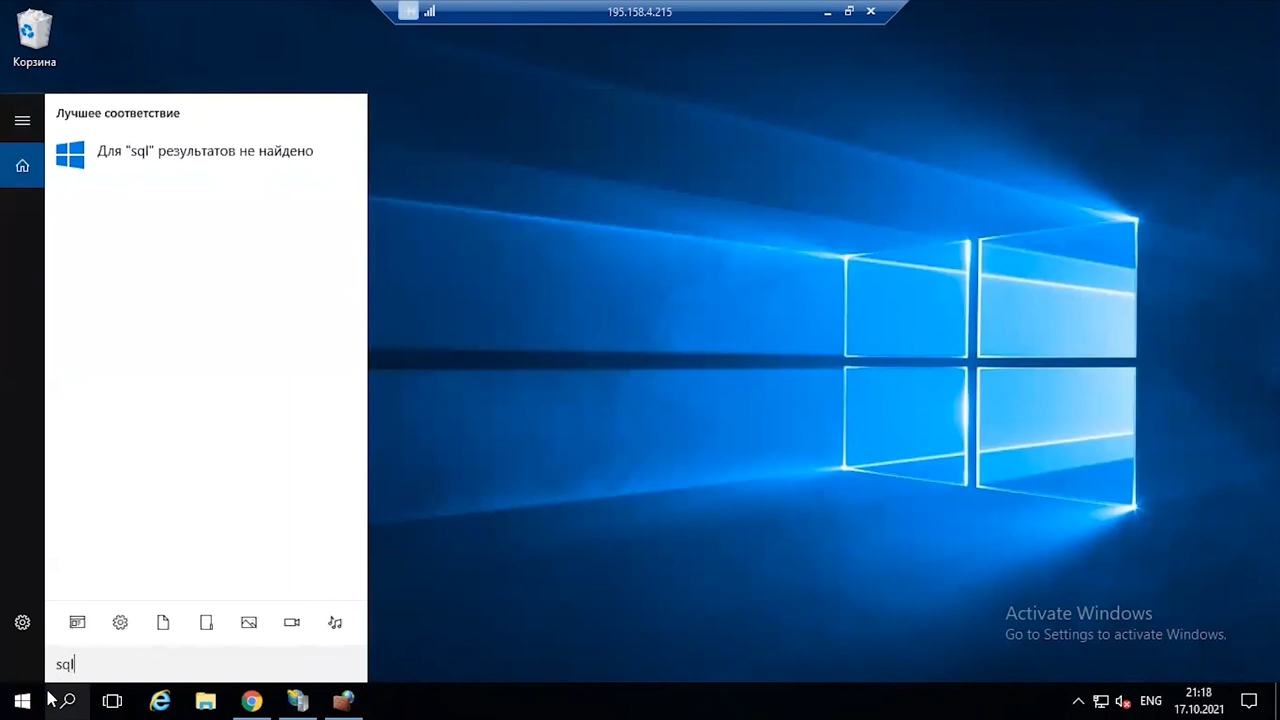 195.158.4.215
Корзина
Лучшее соответствие
Для "sql" результатов не найдено
Activate Windows
Go to Settings to activate Windows.
sql
ENG
21:18
17.10.2021